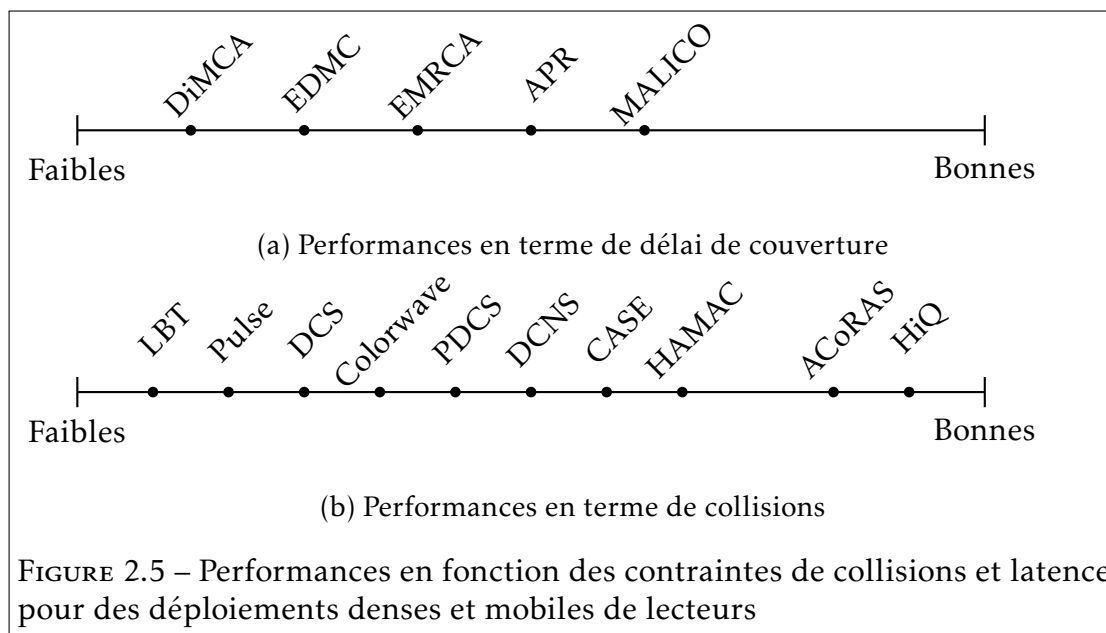 DiMCA EDMC EMRCA APR MALICO
Faibles Bonnes
(a) Performances en terme de délai de couverture
LBT Pulse DCS Colorwave PDCS DCNS CASE HAMAC ACoRAS HiQ
Faibles Bonnes
(b) Performances en terme de collisions
FIGURE 2.5 – Performances en fonction des contraintes de collisions et latence
pour des déploiements denses et mobiles de lecteurs